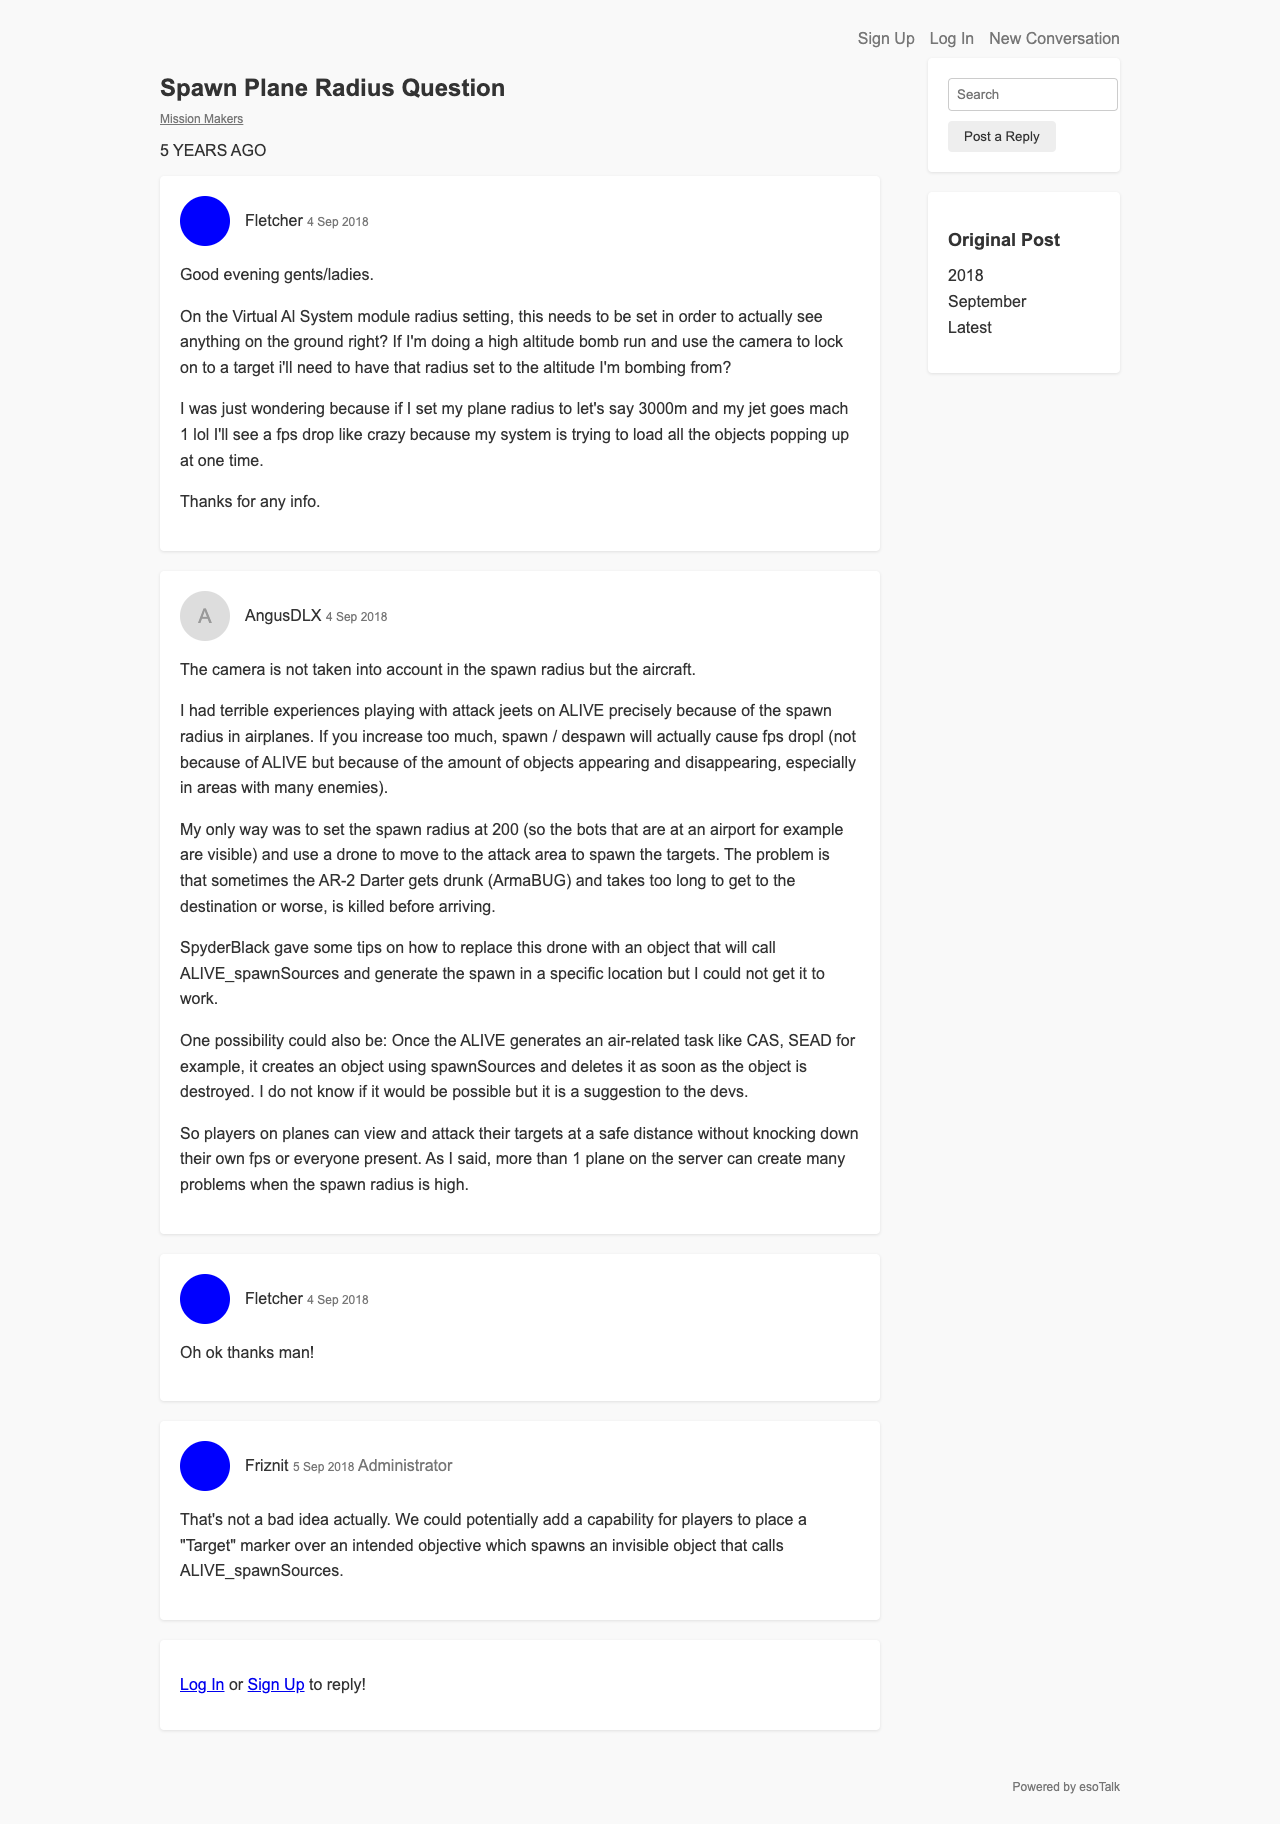 Sign Up Log In New Conversation
Spawn Plane Radius Question
Mission Makers
5 YEARS AGO
Search
Post a Reply
Original Post
2018
September
Latest
Fletcher 4 Sep 2018
Good evening gents/ladies.
On the Virtual AI System module radius setting, this needs to be set in order to actually see
anything on the ground right? If I'm doing a high altitude bomb run and use the camera to lock
on to a target i'll need to have that radius set to the altitude I'm bombing from?
I was just wondering because if I set my plane radius to let's say 3000m and my jet goes mach
1 lol I'll see a fps drop like crazy because my system is trying to load all the objects popping up
at one time.
Thanks for any info.
A
AngusDLX 4 Sep 2018
The camera is not taken into account in the spawn radius but the aircraft.
I had terrible experiences playing with attack jeets on ALIVE precisely because of the spawn
radius in airplanes. If you increase too much, spawn / despawn will actually cause fps dropl (not
because of ALIVE but because of the amount of objects appearing and disappearing, especially
in areas with many enemies).
My only way was to set the spawn radius at 200 (so the bots that are at an airport for example
are visible) and use a drone to move to the attack area to spawn the targets. The problem is
that sometimes the AR-2 Darter gets drunk (ArmaBUG) and takes too long to get to the
destination or worse, is killed before arriving.
SpyderBlack gave some tips on how to replace this drone with an object that will call
ALIVE_spawnSources and generate the spawn in a specific location but I could not get it to
work.
One possibility could also be: Once the ALIVE generates an air-related task like CAS, SEAD for
example, it creates an object using spawnSources and deletes it as soon as the object is
destroyed. I do not know if it would be possible but it is a suggestion to the devs.
So players on planes can view and attack their targets at a safe distance without knocking down
their own fps or everyone present. As I said, more than 1 plane on the server can create many
problems when the spawn radius is high.
Fletcher 4 Sep 2018
Oh ok thanks man!
Friznit 5 Sep 2018 Administrator
That's not a bad idea actually. We could potentially add a capability for players to place a
"Target" marker over an intended objective which spawns an invisible object that calls
ALIVE_spawnSources.
Log In or Sign Up to reply!
Powered by esoTalk